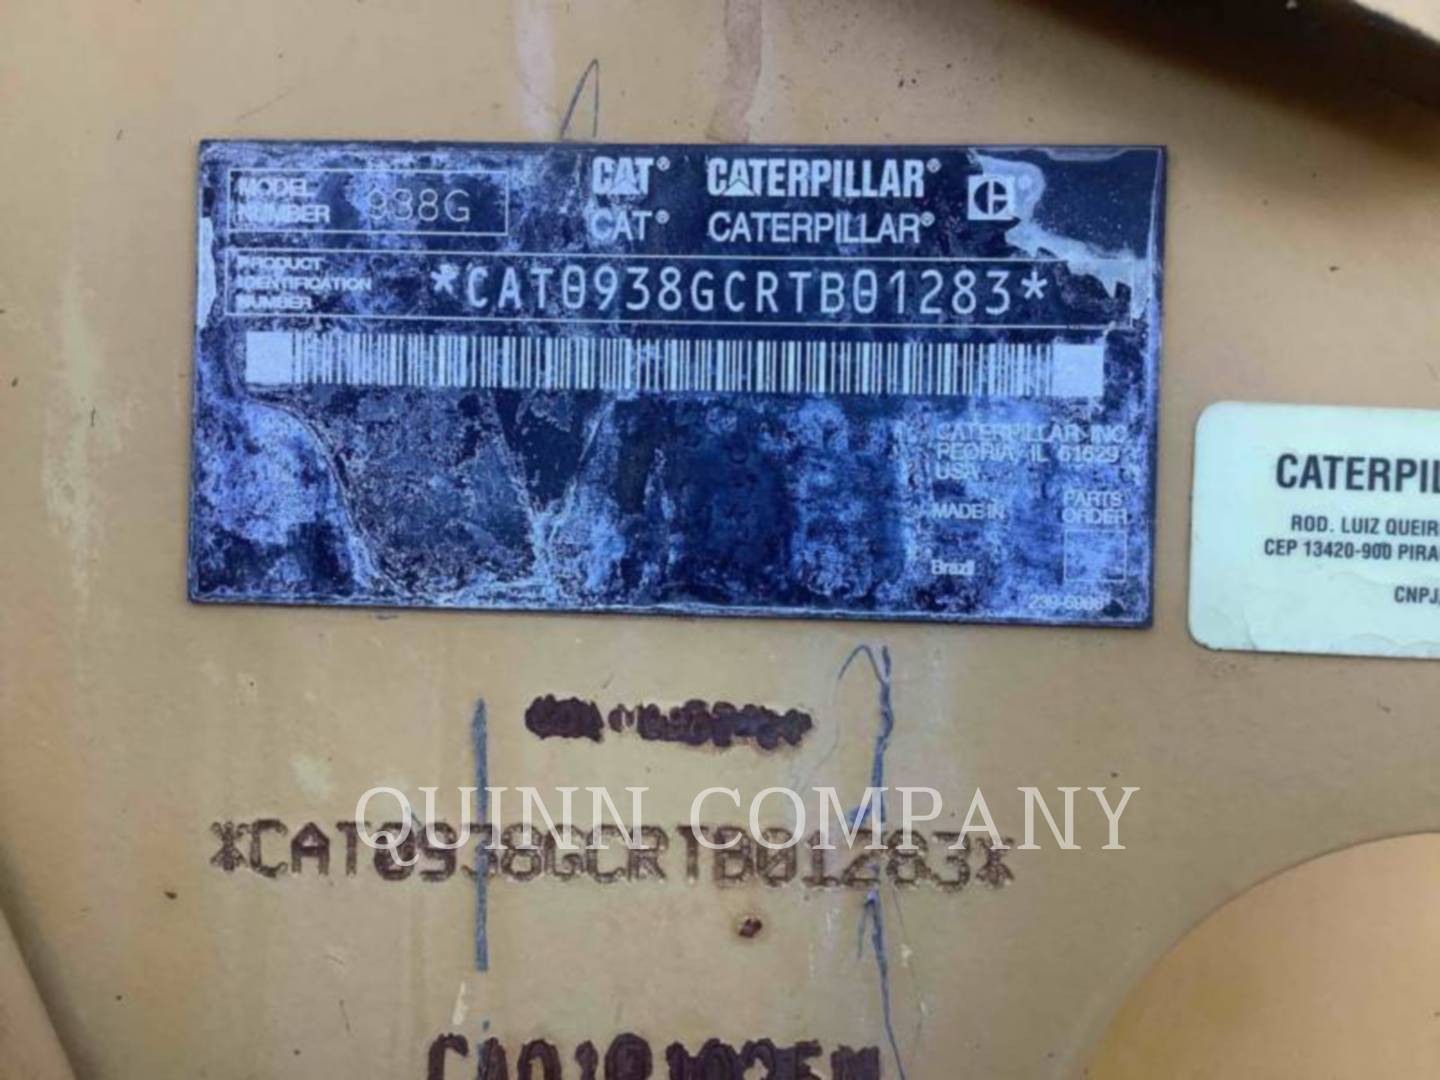 CAT® CATERPILLAR®
CAT® CATERPILLAR®
MODEL
NUMBER 938G
PRODUCT
IDENTIFICATION
NUMBER
*CAT0938GCRTB01283*
CATERPILLAR INC
PEORIA, IL 61629
USA
MADE IN
PARTS
ORDER
Brazil
CATERPIL
ROD. LUIZ QUEIR
CEP 13420-900 PIRA
CNPJ
QUINN COMPANY
*CAT0938GCRTB01283*